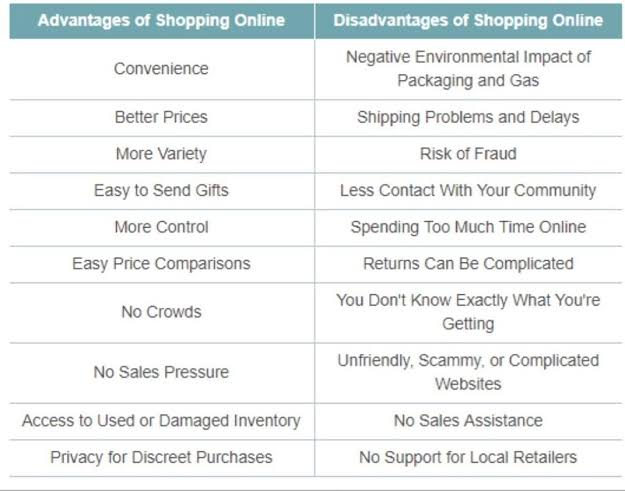 Advantages of Shopping Online
Disadvantages of Shopping Online
Convenience
Negative Environmental Impact of
Packaging and Gas
Better Prices
Shipping Problems and Delays
More Variety
Risk of Fraud
Easy to Send Gifts
Less Contact With Your Community
More Control
Spending Too Much Time Online
Easy Price Comparisons
Returns Can Be Complicated
No Crowds
You Don't Know Exactly What You're
Getting
No Sales Pressure
Unfriendly, Scammy, or Complicated
Websites
Access to Used or Damaged Inventory
No Sales Assistance
Privacy for Discreet Purchases
No Support for Local Retailers